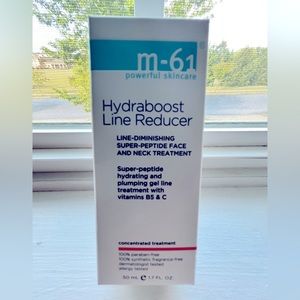 m-61
powerful skincare
Hydraboost
Line Reducer
LINE-DIMINISHING
SUPER-PEPTIDE FACE
AND NECK TREATMENT
Super-peptide
hydrating and
plumping gel line
treatment with
vitamins B5 & C
concentrated treatment
100% paraben-free
100% synthetic fragrance-free
dermatologist tested
allergy tested
50 mL ℮ 1.7 FL. OZ.